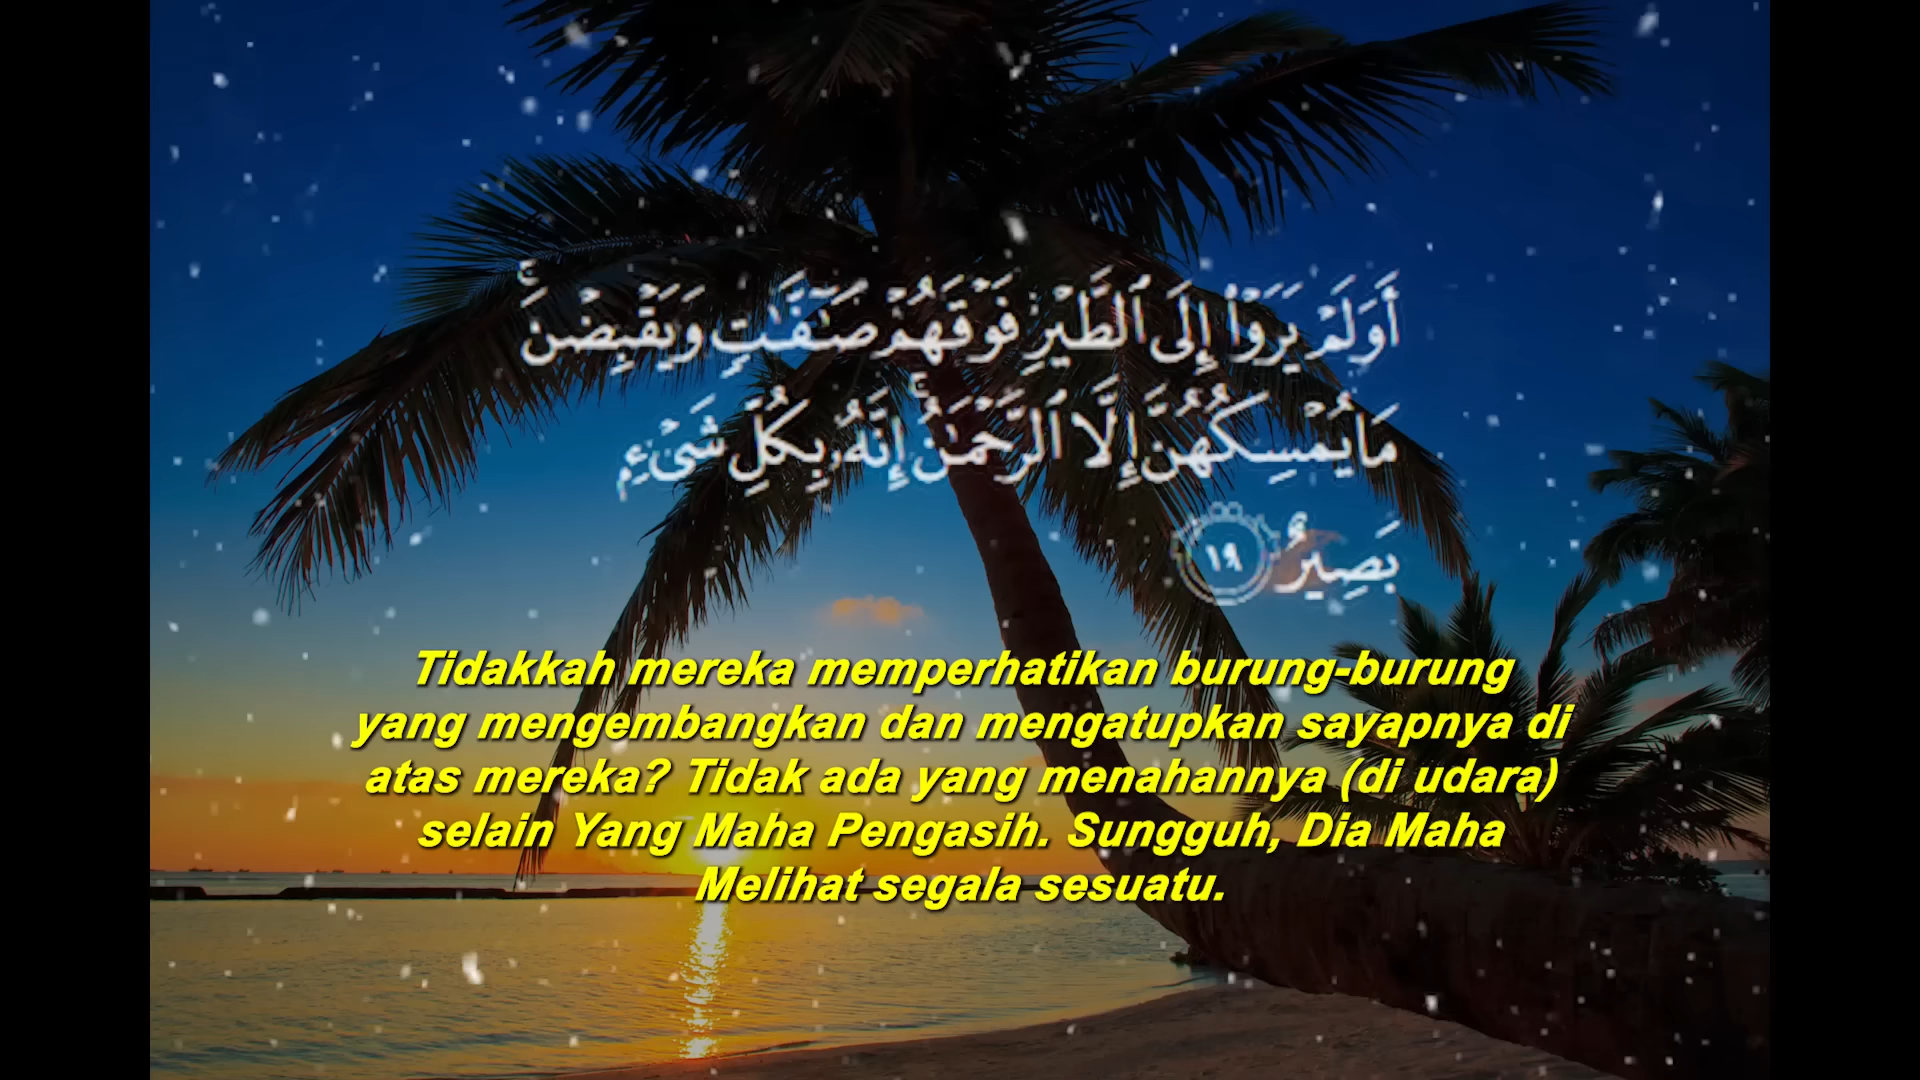 أَوَلَمْ يَرَوْا۟ إِلَى ٱلطَّيْرِ فَوْقَهُمْ صَٰٓفَّٰتٍ وَيَقْبِضْنَ ۚ
مَا يُمْسِكُهُنَّ إِلَّا ٱلرَّحْمَٰنُ ۚ إِنَّهُۥ بِكُلِّ شَىْءٍۭ
بَصِيرٌ ١٩
Tidakkah mereka memperhatikan burung-burung
yang mengembangkan dan mengatupkan sayapnya di
atas mereka? Tidak ada yang menahannya (di udara)
selain Yang Maha Pengasih. Sungguh, Dia Maha
Melihat segala sesuatu.